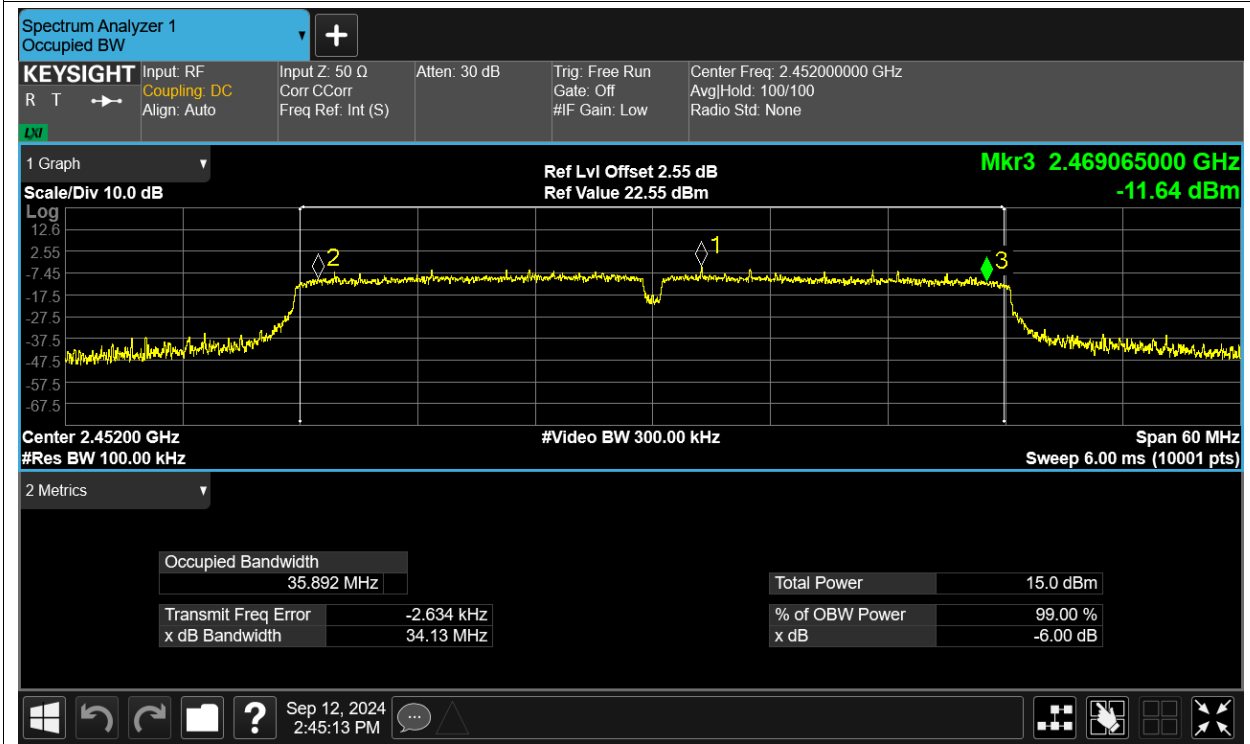 Spectrum Analyzer 1
Occupied BW
KEYSIGHT
R T
LXI
Input: RF
Coupling: DC
Align: Auto
Input Z: 50 Ω
Corr CCorr
Freq Ref: Int (S)
Atten: 30 dB
Trig: Free Run
Gate: Off
#IF Gain: Low
Center Freq: 2.452000000 GHz
Avg|Hold: 100/100
Radio Std: None
1 Graph
Scale/Div 10.0 dB
Ref Lvl Offset 2.55 dB
Ref Value 22.55 dBm
Mkr3 2.469065000 GHz
-11.64 dBm
Log
12.6
2.55
-7.45
-17.5
-27.5
-37.5
-47.5
-57.5
-67.5
2
1
3
Center 2.45200 GHz
#Res BW 100.00 kHz
#Video BW 300.00 kHz
Span 60 MHz
Sweep 6.00 ms (10001 pts)
2 Metrics
Occupied Bandwidth
35.892 MHz
Transmit Freq Error -2.634 kHz
x dB Bandwidth 34.13 MHz
Total Power 15.0 dBm
% of OBW Power 99.00 %
x dB -6.00 dB
?
Sep 12, 2024
2:45:13 PM